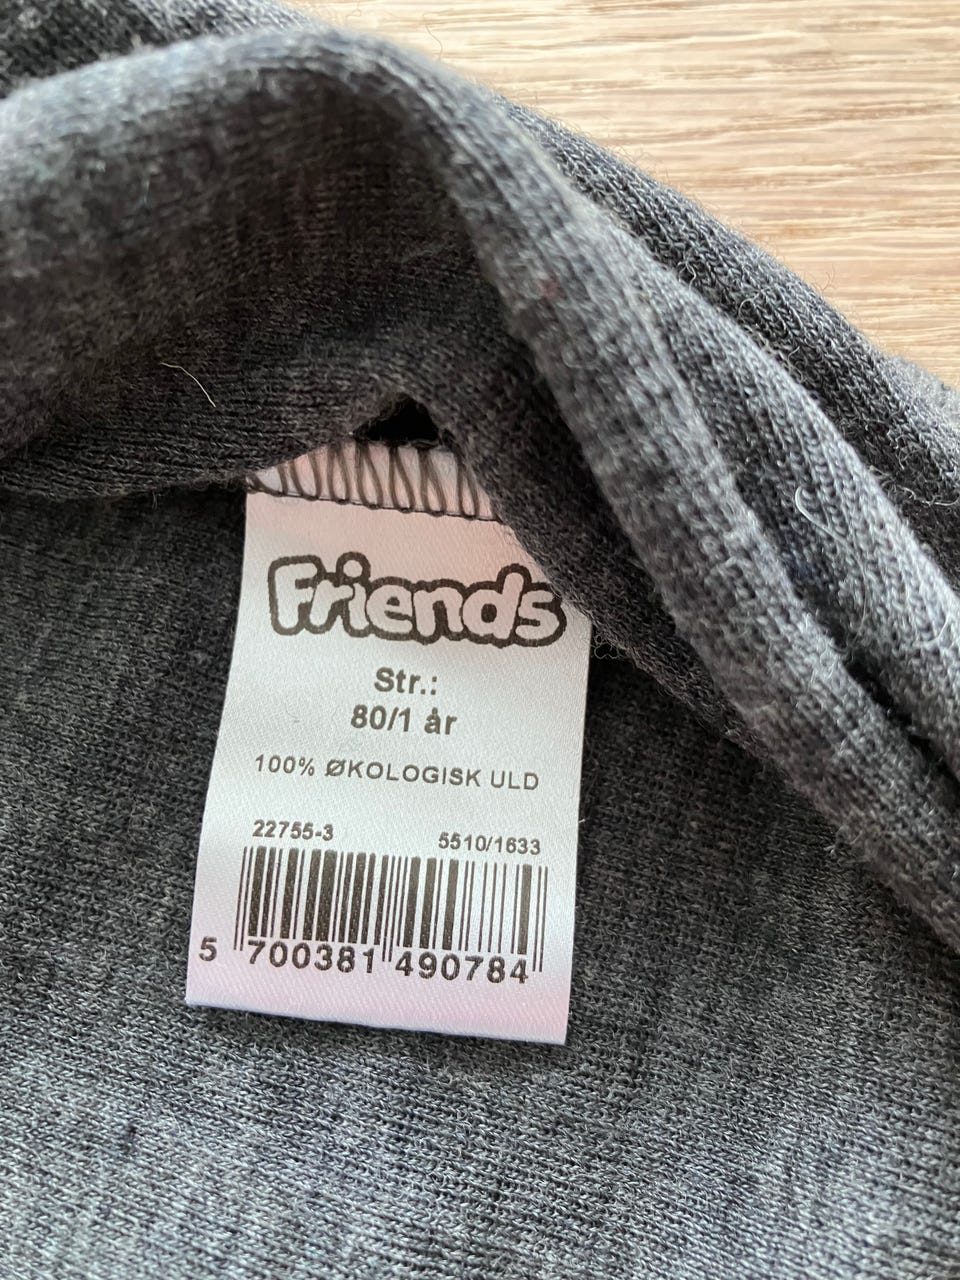 Friends
Str.:
80/1 år
100% ØKOLOGISK ULD
22755-3 5510/1633
5 700381 490784